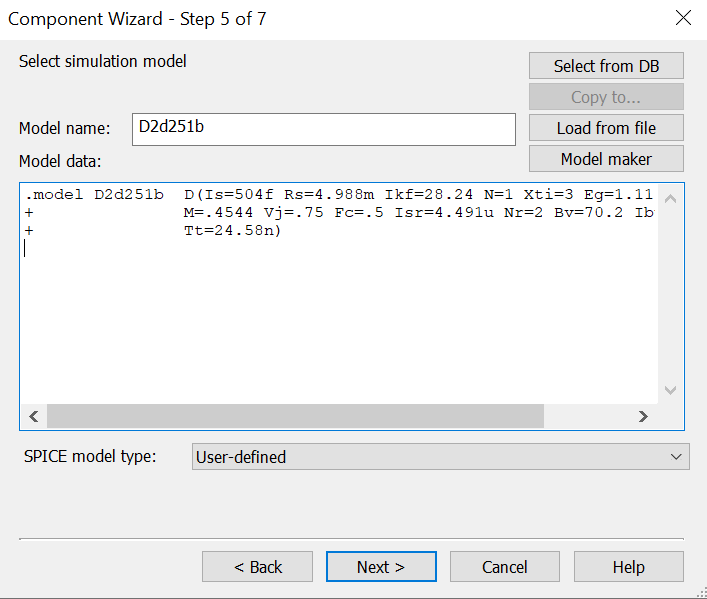 Component Wizard - Step 5 of 7
Select simulation model
Select from DB
Copy to...
Model name:
D2d251b
Load from file
Model data:
Model maker
.model D2d251b D(Is=504f Rs=4.988m Ikf=28.24 N=1 Xti=3 Eg=1.11
+ M=.4544 Vj=.75 Fc=.5 Isr=4.491u Nr=2 Bv=70.2
+ Tt=24.58n)
SPICE model type:
User-defined
< Back
Next >
Cancel
Help